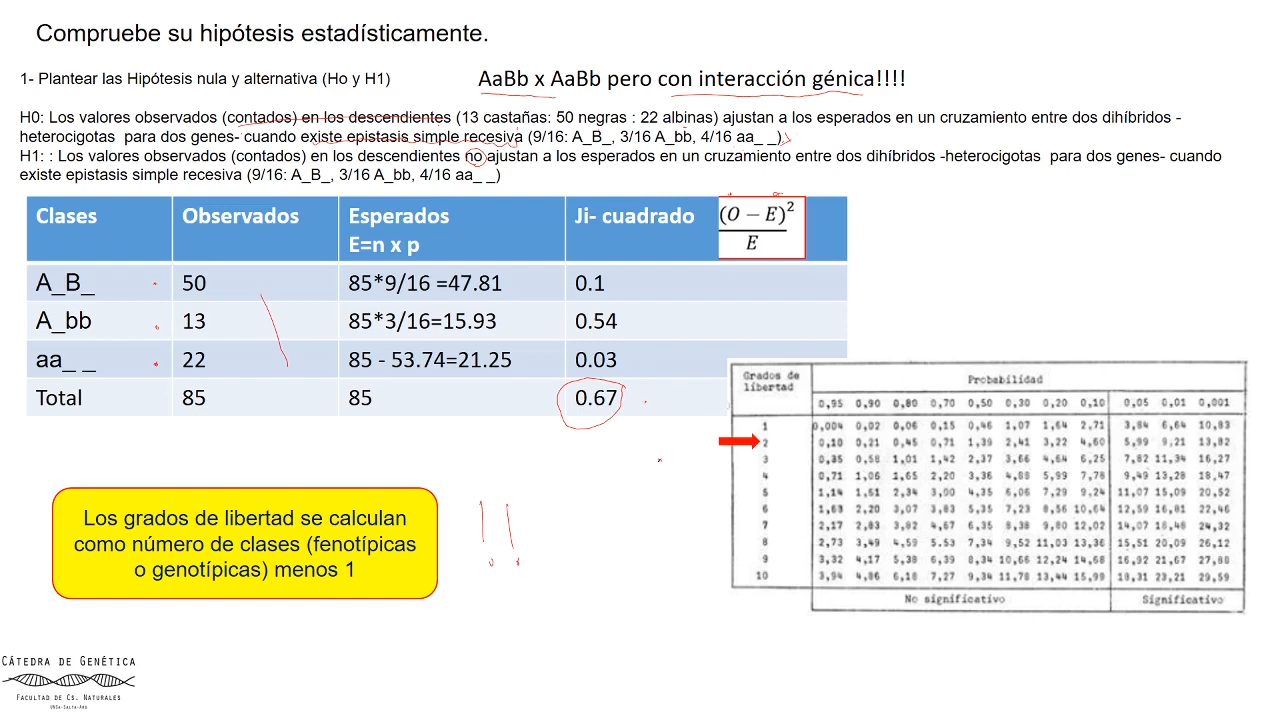 Compruebe su hipótesis estadísticamente.
1- Plantear las Hipótesis nula y alternativa (Ho y H1)
AaBb x AaBb pero con interacción génica!!!!
H0: Los valores observados (contados) en los descendientes (13 castañas: 50 negras : 22 albinas) ajustan a los esperados en un cruzamiento entre dos dihíbridos -
heterocigotas para dos genes- cuando existe epistasis simple recesiva (9/16: A_B_, 3/16 A_bb, 4/16 aa_ _)
H1: : Los valores observados (contados) en los descendientes no ajustan a los esperados en un cruzamiento entre dos dihíbridos -heterocigotas para dos genes- cuando
existe epistasis simple recesiva (9/16: A_B_, 3/16 A_bb, 4/16 aa_ _)
Clases Observados Esperados Ji- cuadrado (O − E)²
E=n x p E
A_B_ 50 85*9/16 =47.81 0.1
A_bb 13 85*3/16=15.93 0.54
aa_ _ 22 85 - 53.74=21.25 0.03
Total 85 85 0.67
Grados de Probabilidad
libertad
0,95 0,90 0,80 0,70 0,50 0,30 0,20 0,10 0,05 0,01 0,001
1 0,004 0,02 0,06 0,15 0,46 1,07 1,64 2,71 3,84 6,64 10,83
2 0,10 0,21 0,45 0,71 1,39 2,41 3,22 4,60 5,99 9,21 13,82
3 0,35 0,58 1,01 1,42 2,37 3,66 4,64 6,25 7,82 11,34 16,27
4 0,71 1,06 1,65 2,20 3,36 4,88 5,99 7,78 9,49 13,28 18,47
5 1,14 1,61 2,34 3,00 4,35 6,06 7,29 9,24 11,07 15,09 20,52
6 1,63 2,20 3,07 3,83 5,35 7,23 8,56 10,64 12,59 16,81 22,46
7 2,17 2,83 3,82 4,67 6,35 8,38 9,80 12,02 14,07 18,48 24,32
8 2,73 3,49 4,59 5.53 7,34 9,52 11,03 13,36 15,51 20,09 26,12
9 3,32 4,17 5,38 6,39 8,34 10,66 12,24 14,68 16,92 21,67 27,88
10 3,94 4,86 6,18 7,27 9,34 11,78 13,44 15,99 18,31 23,21 29,59
No significativo Significativo
Los grados de libertad se calculan
como número de clases (fenotípicas
o genotípicas) menos 1
!!
CÁTEDRA DE GENÉTICA
FACULTAD DE CS. NATURALES
UNSa-SALTA-ARG